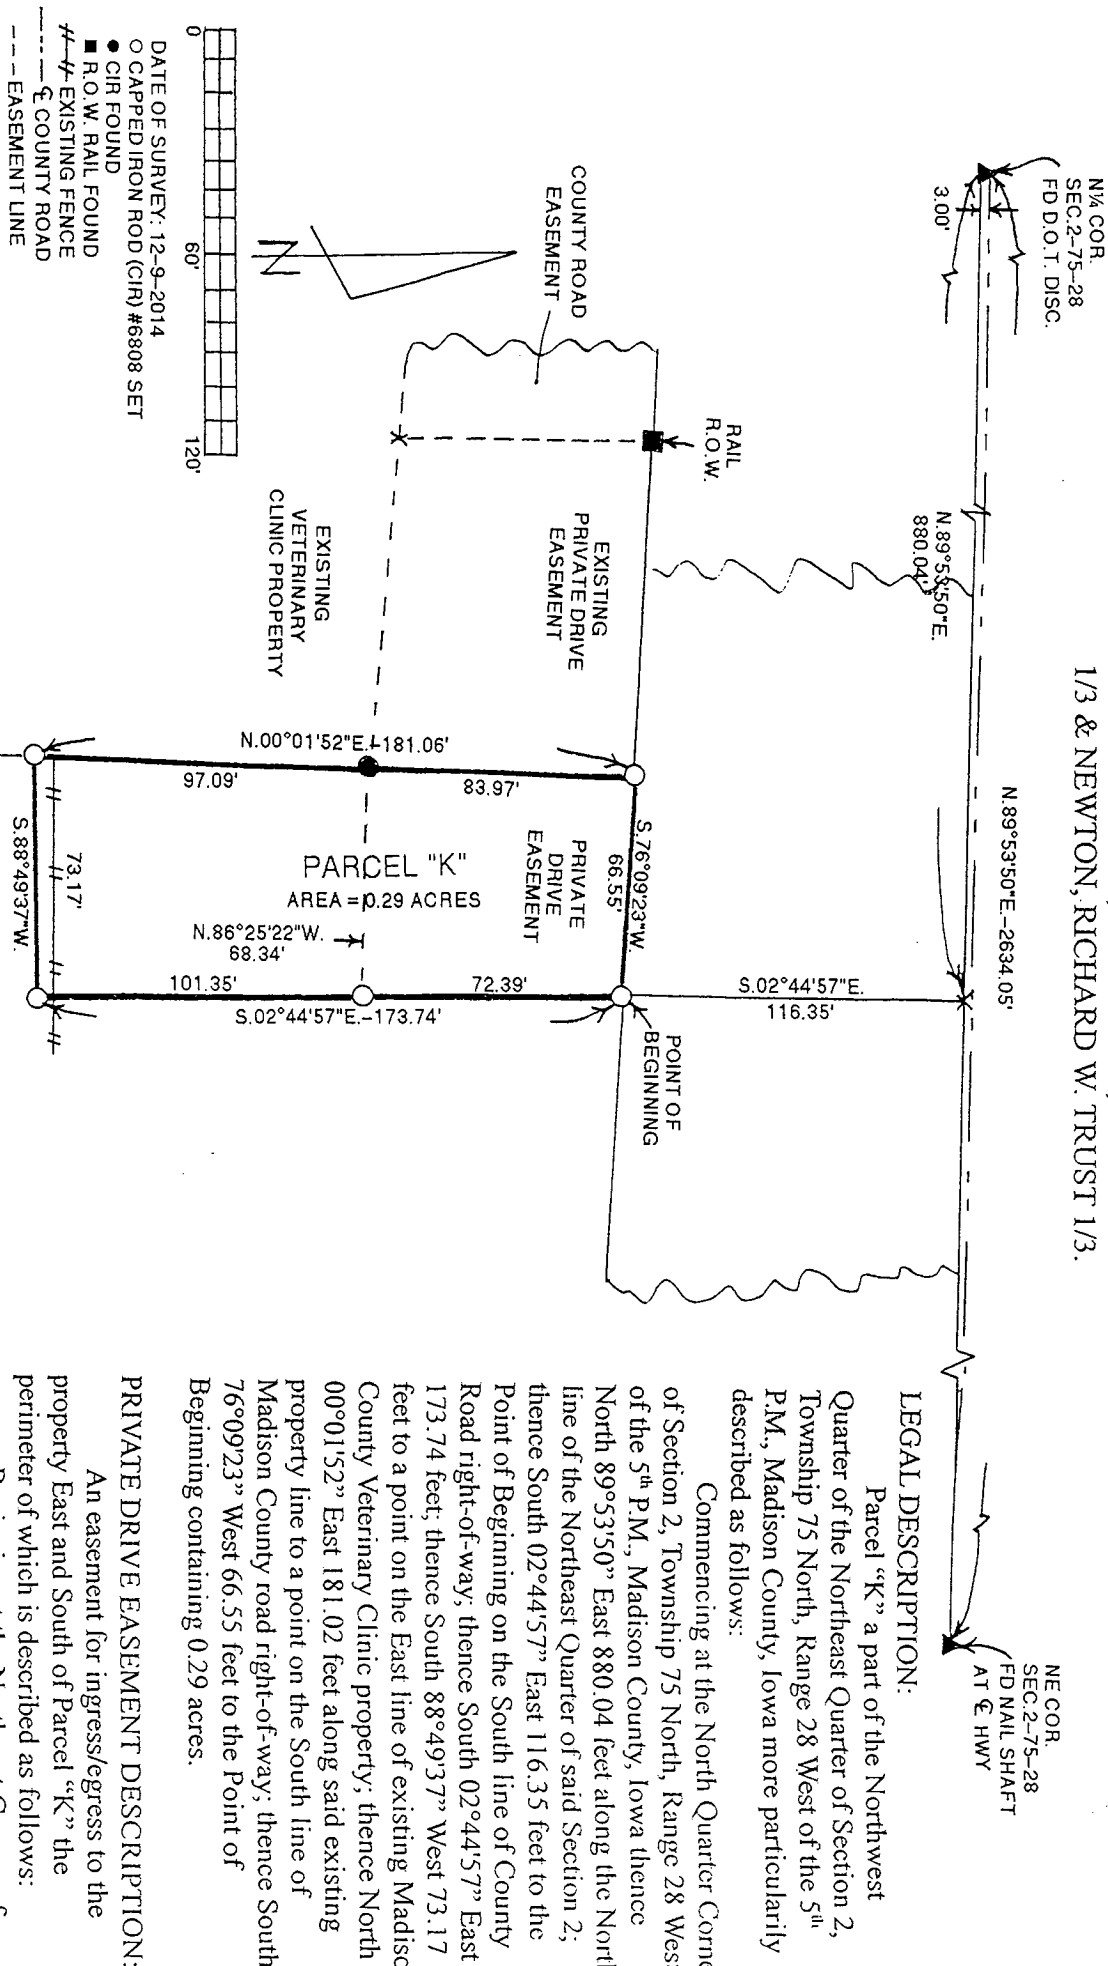 1/3 & NEWTON, RICHARD W. TRUST 1/3.
N¼ COR.
SEC.2–75–28
FD D.O.T. DISC.
3.00'
N.89°53'50"E.
880.04'
N.89°53'50"E.–2634.05'
NE COR.
SEC.2–75–28
FD NAIL SHAFT
AT ℄ HWY
RAIL
R.O.W.
COUNTY ROAD
EASEMENT
EXISTING
PRIVATE DRIVE
EASEMENT
EXISTING
VETERINARY
CLINIC PROPERTY
S.02°44'57"E.
116.35'
POINT OF
BEGINNING
S.76°09'23"W.
66.55'
PRIVATE
DRIVE
EASEMENT
N.00°01'52"E.–181.06'
97.09'
83.97'
PARCEL "K"
AREA = 0.29 ACRES
N.86°25'22"W.
68.34'
101.35'
72.39'
S.02°44'57"E.–173.74'
73.17'
S.88°49'37"W.
N
0
60'
120'
DATE OF SURVEY: 12–9–2014
○ CAPPED IRON ROD (CIR) #6808 SET
● CIR FOUND
■ R.O.W. RAIL FOUND
EXISTING FENCE
℄ COUNTY ROAD
EASEMENT LINE
LEGAL DESCRIPTION:
Parcel “K” a part of the Northwest
Quarter of the Northeast Quarter of Section 2,
Township 75 North, Range 28 West of the 5th
P.M., Madison County, Iowa more particularily
described as follows:
Commencing at the North Quarter Corne
of Section 2, Township 75 North, Range 28 Wes
of the 5th P.M., Madison County, Iowa thence
North 89°53'50” East 880.04 feet along the Nort
line of the Northeast Quarter of said Section 2;
thence South 02°44'57” East 116.35 feet to the
Point of Beginning on the South line of County
Road right-of-way; thence South 02°44'57” East
173.74 feet; thence South 88°49'37” West 73.17
feet to a point on the East line of existing Madisc
County Veterinary Clinic property; thence North
00°01'52” East 181.02 feet along said existing
property line to a point on the South line of
Madison County road right-of-way; thence South
76°09'23” West 66.55 feet to the Point of
Beginning containing 0.29 acres.
PRIVATE DRIVE EASEMENT DESCRIPTION:
An easement for ingress/egress to the
property East and South of Parcel “K” the
perimeter of which is described as follows: